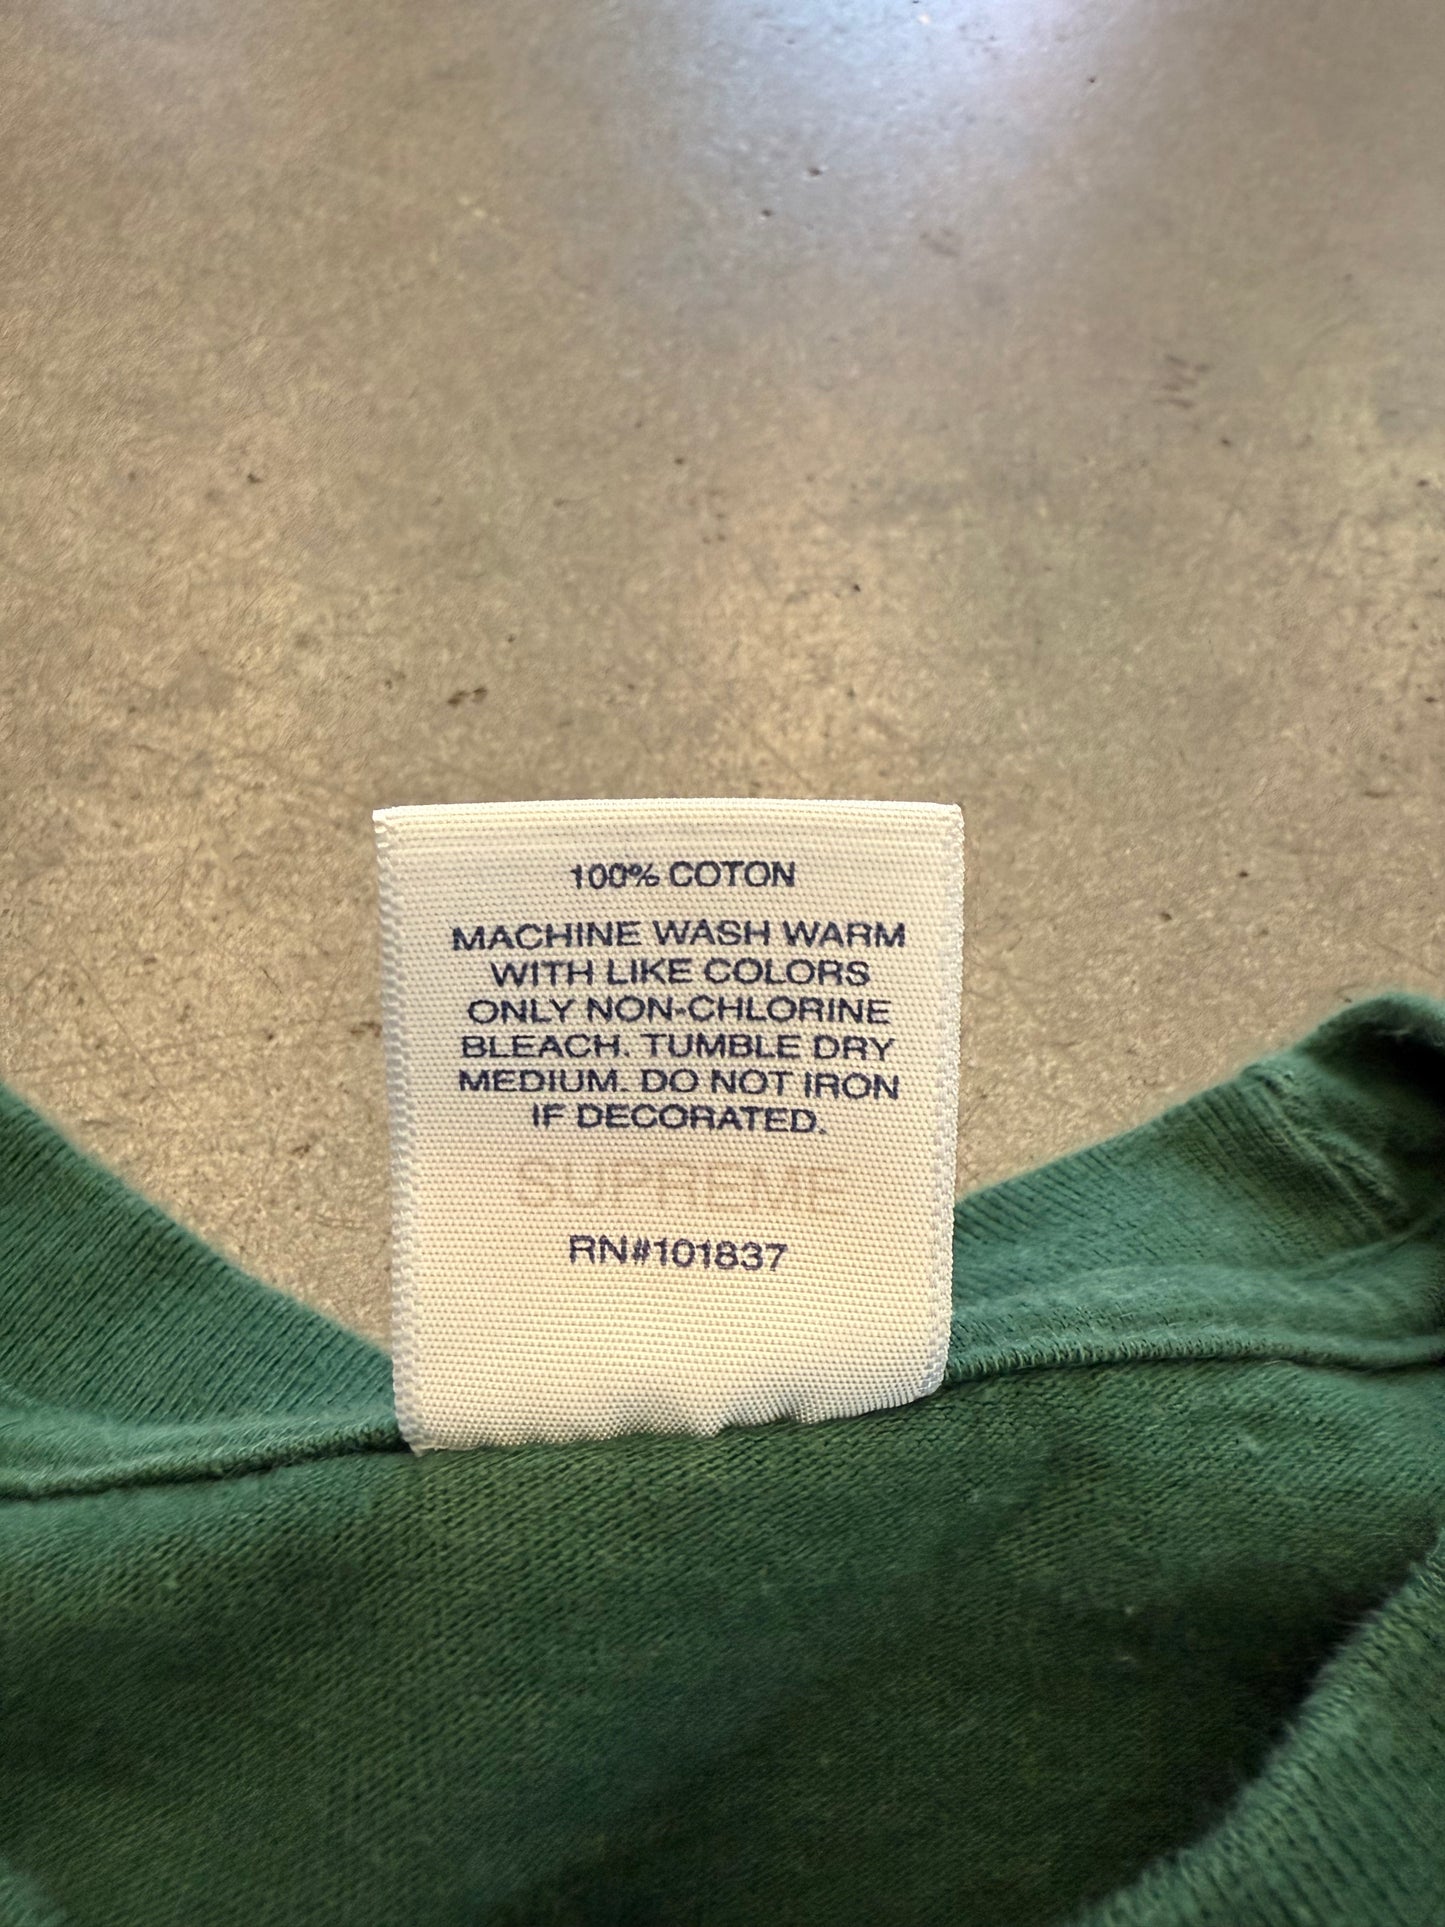 100% COTON
MACHINE WASH WARM
WITH LIKE COLORS
ONLY NON-CHLORINE
BLEACH. TUMBLE DRY
MEDIUM. DO NOT IRON
IF DECORATED.
SUPREME
RN#101837